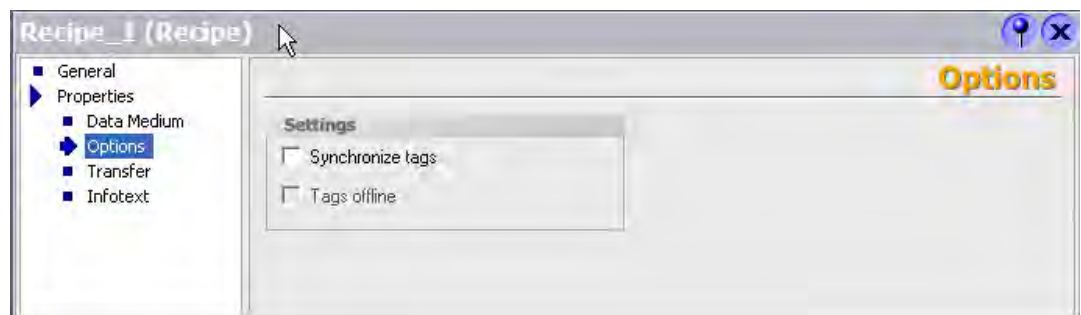 Recipe_1 (Recipe)
General
Properties
Data Medium
Options
Transfer
Infotext
Options
Settings
Synchronize tags
Tags offline